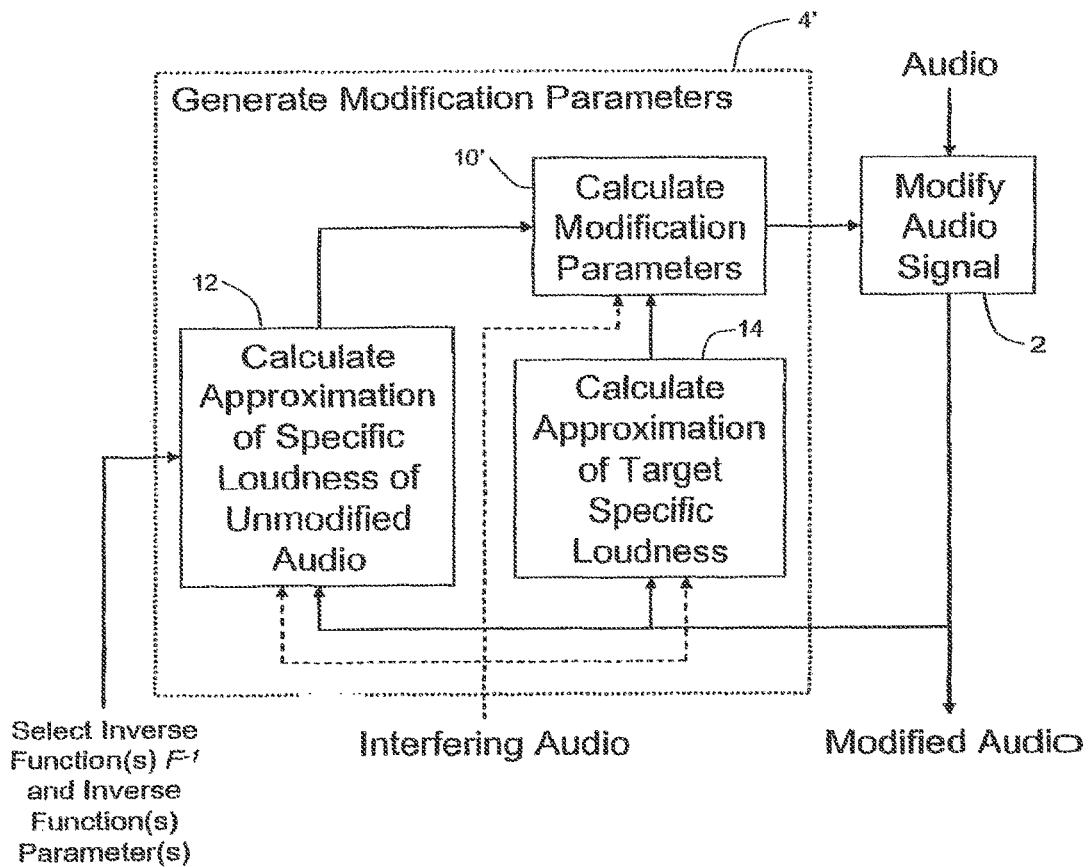 4'
Audio
Generate Modification Parameters
10'
Calculate
Modification
Parameters
Modify
Audio
Signal
2
12
Calculate
Approximation
of Specific
Loudness of
Unmodified
Audio
14
Calculate
Approximation
of Target
Specific
Loudness
Select Inverse
Function(s) F-1
and Inverse
Function(s)
Parameter(s)
Interfering Audio
Modified Audio